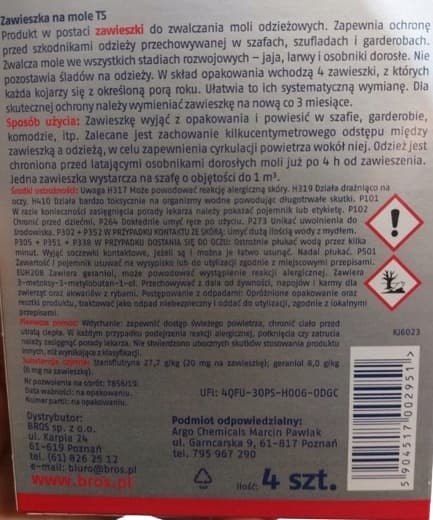 Zawieszka na mole TS
Produkt w postaci zawieszki do zwalczania moli odzieżowych. Zapewnia ochronę
przed szkodnikami odzieży przechowywanej w szafach, szufladach i garderobach.
Zwalcza mole we wszystkich stadiach rozwojowych – jaja, larwy i osobniki dorosłe. Nie
pozostawia śladów na odzieży. W skład opakowania wchodzą 4 zawieszki, z których
każda kojarzy się z określoną porą roku. Ułatwia to ich systematyczną wymianę. Dla
skutecznej ochrony należy wymieniać zawieszkę na nową co 3 miesiące.
Sposób użycia: Zawieszkę wyjąć z opakowania i powiesić w szafie, garderobie,
komodzie, itp. Zalecane jest zachowanie kilkucentymetrowego odstępu między
zawieszką a odzieżą, w celu zapewnienia cyrkulacji powietrza wokół niej. Odzież jest
chroniona przed latającymi osobnikami dorosłych moli już po 4 h od zawieszenia.
Jedna zawieszka wystarcza na szafę o objętości do 1 m³.
Środki ostrożności: Uwaga H317 Może powodować reakcję alergiczną skóry. H319 Działa drażniąco na
oczy. H410 Działa bardzo toksycznie na organizmy wodne powodując długotrwałe skutki. P101
W razie konieczności zasięgnięcia porady lekarza należy pokazać pojemnik lub etykietę. P102
Chronić przed dziećmi. P264 Dokładnie umyć ręce po użyciu. P273 Unikać uwolnienia do
środowiska. P302 + P352 W PRZYPADKU KONTAKTU ZE SKÓRĄ: umyć dużą ilością wody z mydłem.
P305 + P351 + P338 W PRZYPADKU DOSTANIA SIĘ DO OCZU: Ostrożnie płukać wodą przez kilka
minut. Wyjąć soczewki kontaktowe, jeżeli są i można je łatwo usunąć. Nadal płukać. P501
Zawartość / pojemnik usuwać na wysypisko lub do utylizacji zgodnie z miejscowymi przepisami.
EUH208 Zawiera geraniol, może powodować wystąpienie reakcji alergicznej. Zawiera
3-metoksy-3-metylobutan-1-ol. Przechowywać z dala od żywności, napojów i karmy dla
zwierząt oraz akwariów z rybami. Postępowanie z odpadami: Opróżnione opakowanie oraz
resztki produktu, traktować jako odpad niebezpieczny i oddać do utylizacji, zgodnie z lokalnymi
przepisami.
Pierwsza pomoc: Wdychanie: zapewnić dostęp świeżego powietrza, chronić ciało przed
utratą ciepła. W każdym przypadku podejrzenia reakcji alergicznej, połknięcia czy zatrucia
należy zasięgnąć porady lekarza. Nie stwierdzono ubocznych skutków stosowania produktu
innych, niż wynikające z klasyfikacji.
Substancja czynna: transflutryna 27,7 g/kg (20 mg na zawieszkę); geraniol 8,0 g/kg
(6 mg na zawieszkę).
Nr pozwolenia na obrót: 7856/19.
Data ważności: na opakowaniu.
Numer partii: na opakowaniu.
KJ6023
UFI: 4QFU-30PS-H006-0DGC
Dystrybutor:
BROS sp. z o.o.
ul. Karpia 24
61-619 Poznań
tel. (61) 826 25 12
e-mail: biuro@bros.pl
www.bros.pl
Podmiot odpowiedzialny:
Argo Chemicals Marcin Pawlak
ul. Garncarska 9, 61-817 Poznań
tel. 795 967 290
Ilość: 4 szt.
5904517002951